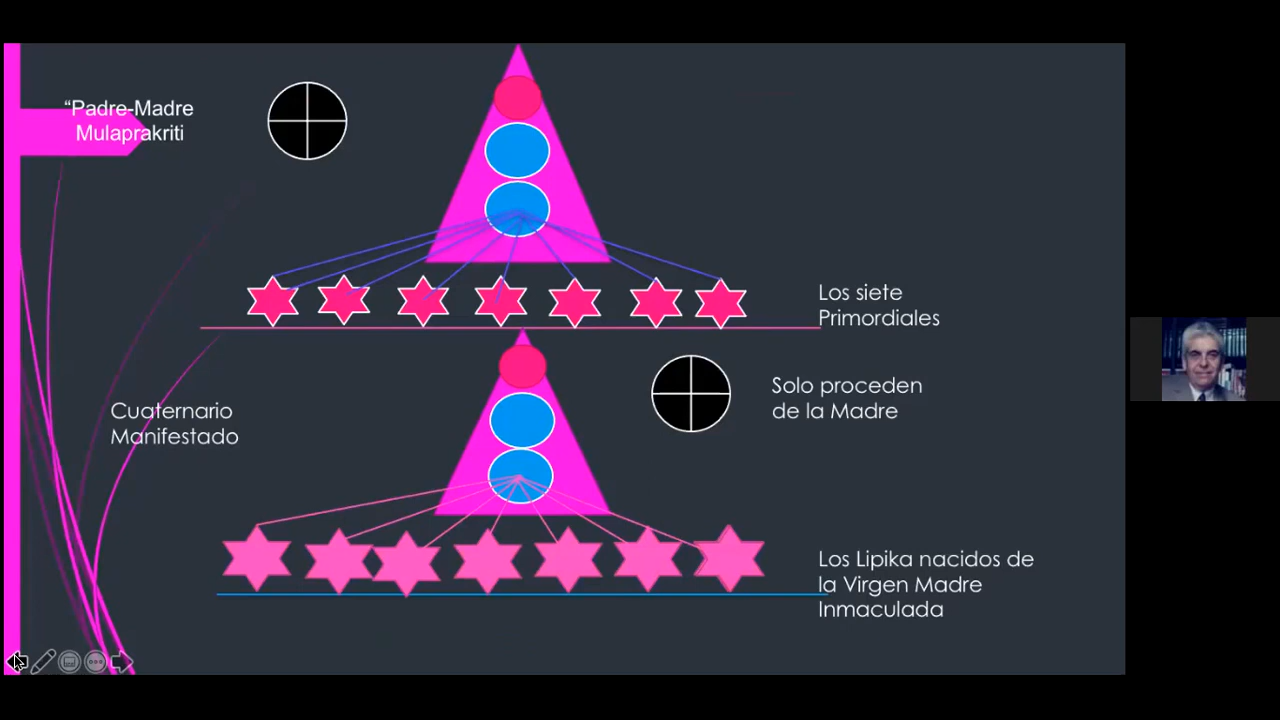 “Padre-Madre
Mulaprakriti
Los siete
Primordiales
Cuaternario
Manifestado
Solo proceden
de la Madre
Los Lipika nacidos de
la Virgen Madre
Inmaculada